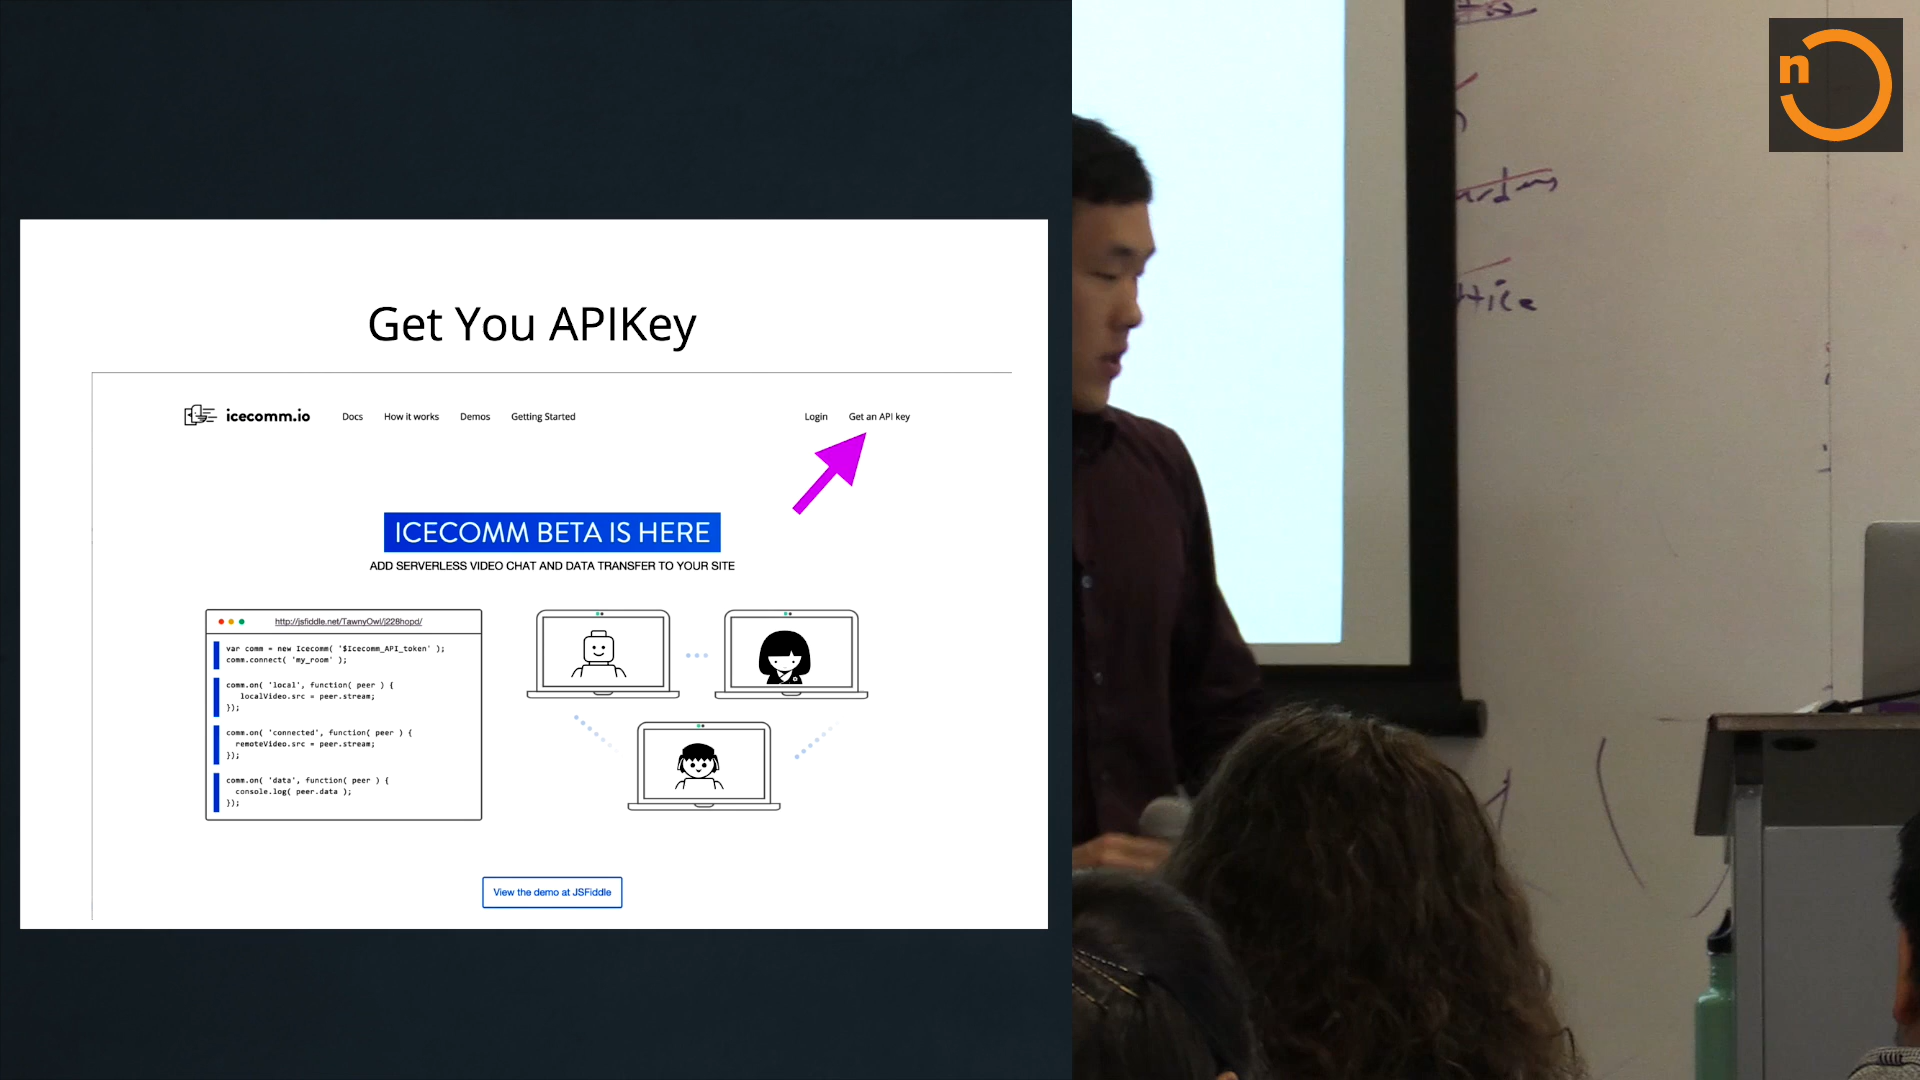 Get You APIKey
icecomm.io
Docs
How it works
Demos
Getting Started
Login
Get an API key
ICECOMM BETA IS HERE
ADD SERVERLESS VIDEO CHAT AND DATA TRANSFER TO YOUR SITE
http://jsfiddle.net/TawnyOwl/j228hopd/
var comm = new Icecomm( '$Icecomm_API_token' );
comm.connect( 'my_room' );
comm.on( 'local', function( peer ) {
localVideo.src = peer.stream;
});
comm.on( 'connected', function( peer ) {
remoteVideo.src = peer.stream;
});
comm.on( 'data', function( peer ) {
console.log( peer.data );
});
View the demo at JSFiddle
n